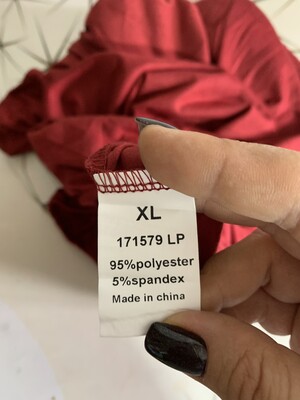 XL
171579 LP
95%polyester
5%spandex
Made in china